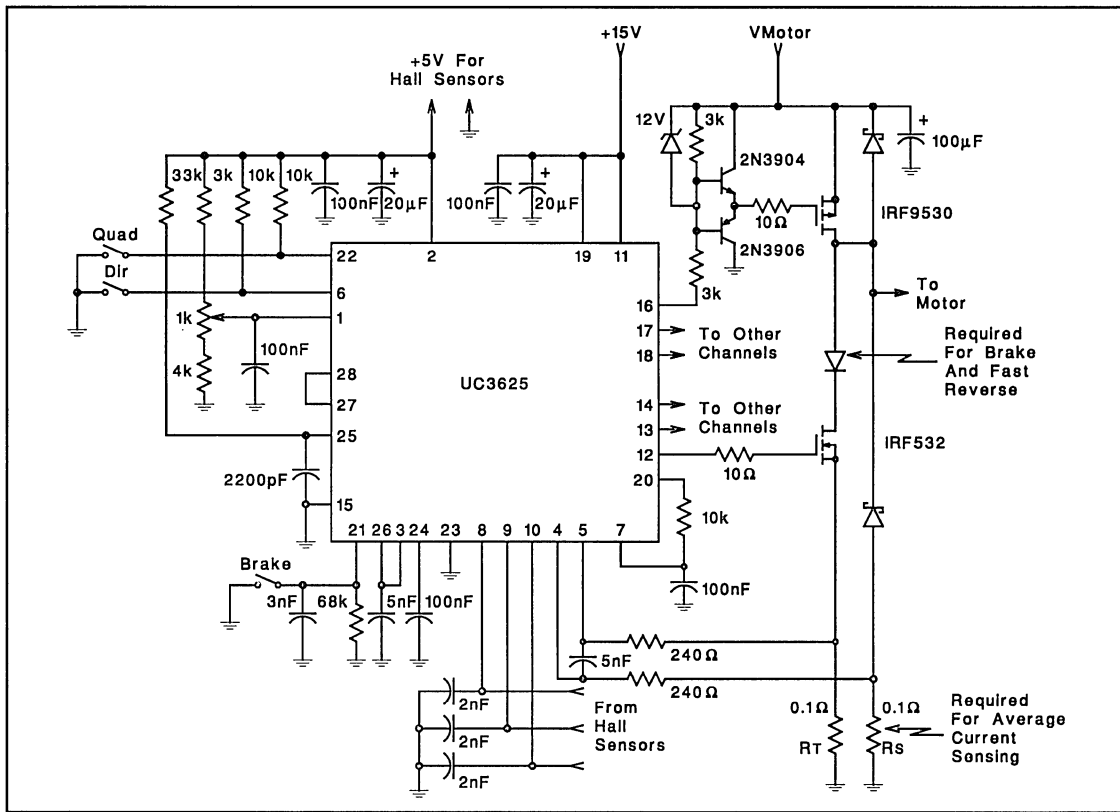 +15V
VMotor
+5V For
Hall Sensors
12V
3k
+
100µF
2N3904
33k
3k
10k
10k
100nF
+
20µF
100nF
+
20µF
10Ω
IRF9530
2N3906
Quad
22
2
19
11
3k
Dir
6
16
To
Motor
1k
1
17
To Other
Channels
18
Required
For Brake
And Fast
Reverse
100nF
4k
28
UC3625
27
14
To Other
Channels
13
IRF532
25
12
10Ω
2200pF
20
15
10k
21
26
3
24
23
8
9
10
4
5
7
Brake
3nF
68k
5nF
100nF
100nF
240Ω
5nF
240Ω
2nF
From
Hall
Sensors
2nF
2nF
0.1Ω
RT
0.1Ω
RS
Required
For Average
Current
Sensing